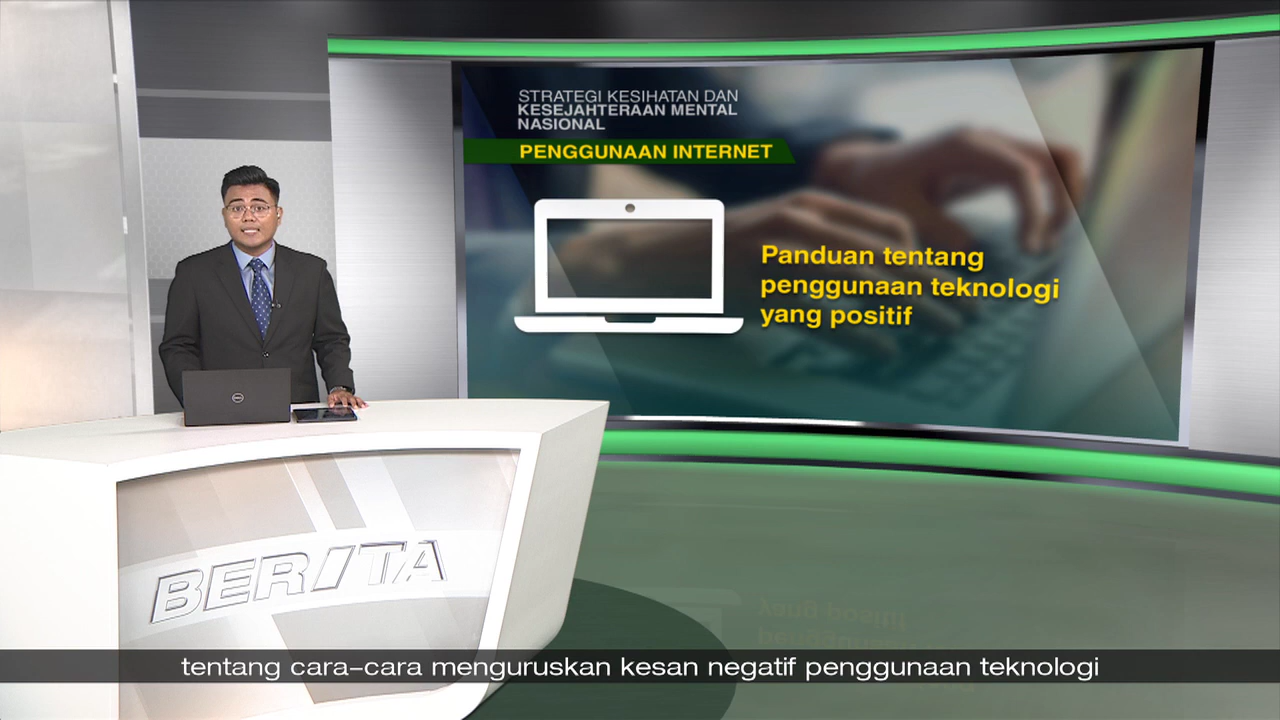 STRATEGI KESIHATAN DAN
KESEJAHTERAAN MENTAL
NASIONAL
PENGGUNAAN INTERNET
Panduan tentang
penggunaan teknologi
yang positif
DELL
BERITA
tentang cara-cara menguruskan kesan negatif penggunaan teknologi